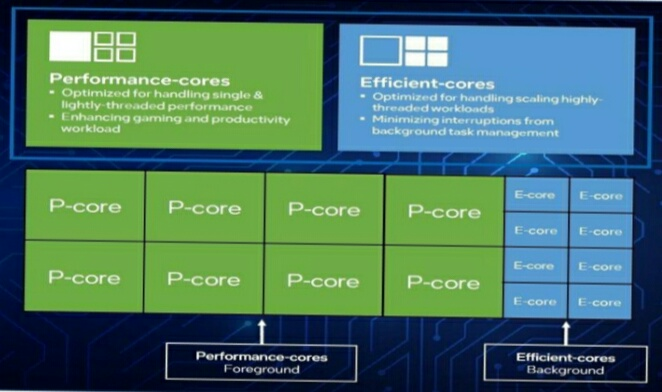 Performance-cores
• Optimized for handling single &
lightly-threaded performance
• Enhancing gaming and productivity
workload
Efficient-cores
• Optimized for handling scaling highly-
threaded workloads
• Minimizing interruptions from
background task management
P-core P-core P-core P-core E-core E-core
E-core E-core
P-core P-core P-core P-core E-core E-core
E-core E-core
Performance-cores
Foreground
Efficient-cores
Background